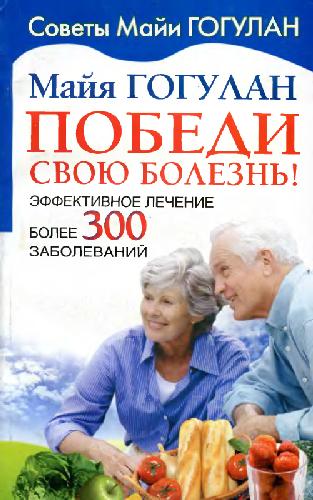 Советы Майи ГОГУЛАН
Майя ГОГУЛАН
ПОБЕДИ
СВОЮ БОЛЕЗНЬ!
ЭФФЕКТИВНОЕ ЛЕЧЕНИЕ
БОЛЕЕ 300
ЗАБОЛЕВАНИЙ